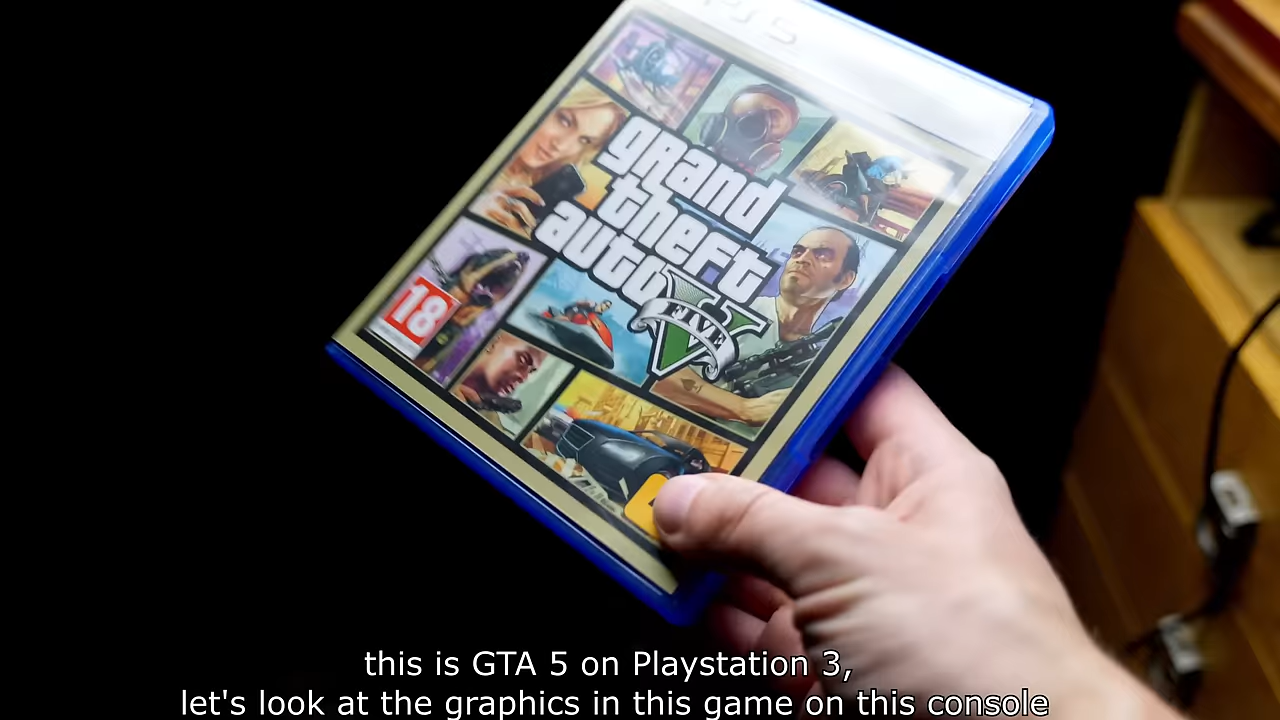 PS5
grand
theft
auto
V
FIVE
18
this is GTA 5 on Playstation 3,
let's look at the graphics in this game on this console